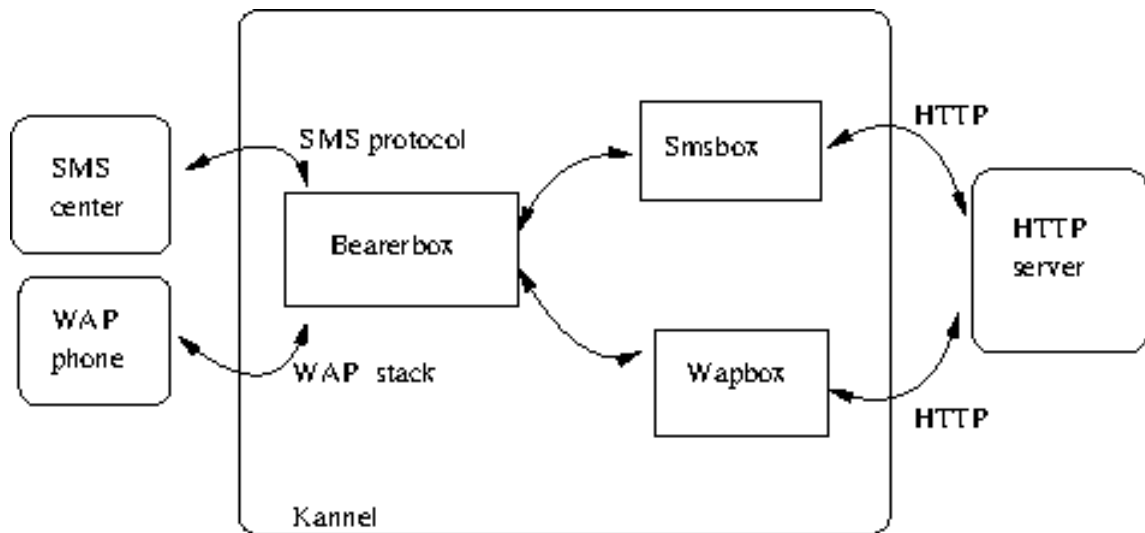 HTTP
SMS protocol
Smsbox
SMS
center
Bearerbox
HTTP
server
WAP
phone
WAP stack
Wapbox
HTTP
Kannel